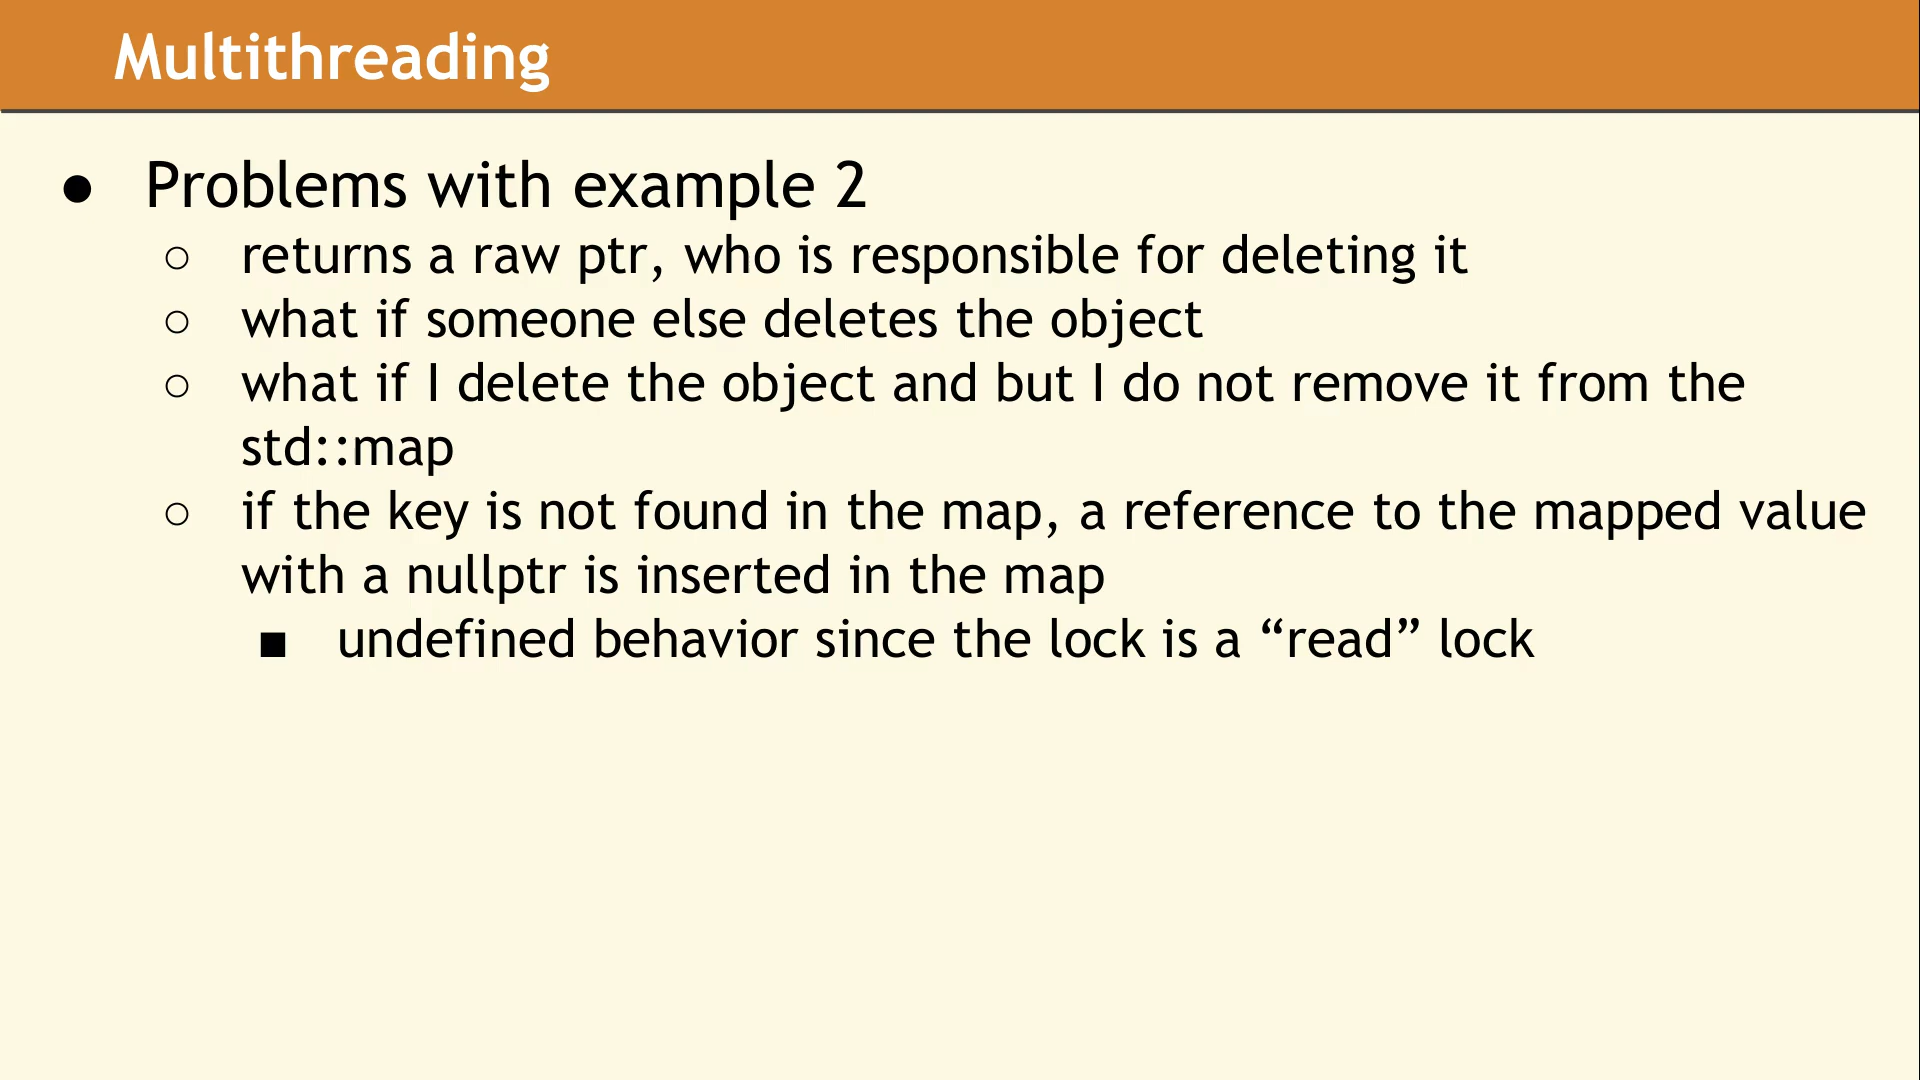 Multithreading
● Problems with example 2
○ returns a raw ptr, who is responsible for deleting it
○ what if someone else deletes the object
○ what if I delete the object and but I do not remove it from the
std::map
○ if the key is not found in the map, a reference to the mapped value
with a nullptr is inserted in the map
■ undefined behavior since the lock is a “read” lock